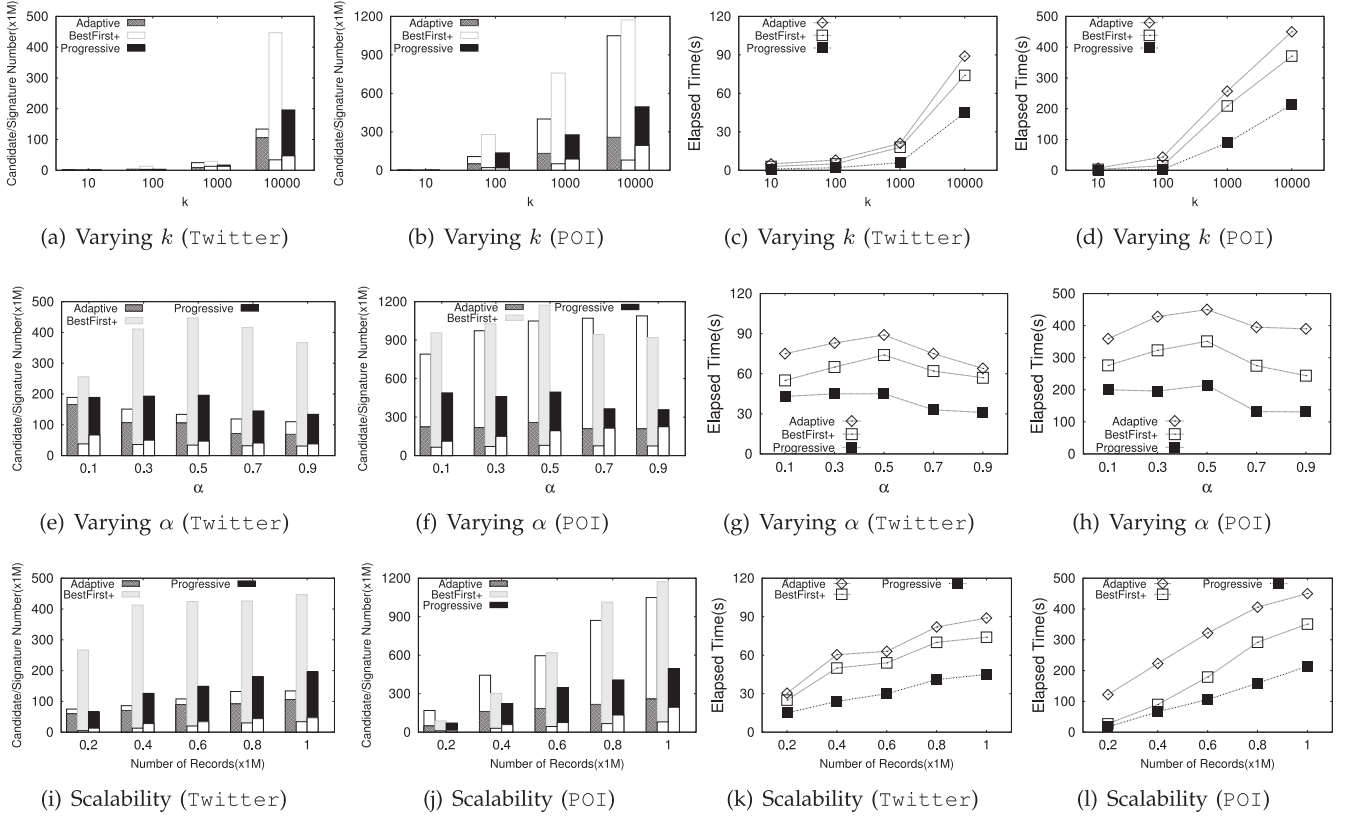 Candidate/Signature Number(x1M)
500
400
300
200
100
0
Adaptive
BestFirst+
Progressive
10 100 1000 10000
k
(a) Varying k (Twitter)
Candidate/Signature Number(x1M)
1200
900
600
300
0
Adaptive
BestFirst+
Progressive
10 100 1000 10000
k
(b) Varying k (POI)
Elapsed Time(s)
120
90
60
30
0
Adaptive
BestFirst+
Progressive
10 100 1000 10000
k
(c) Varying k (Twitter)
Elapsed Time(s)
500
400
300
200
100
0
Adaptive
BestFirst+
Progressive
10 100 1000 10000
k
(d) Varying k (POI)
Candidate/Signature Number(x1M)
500
400
300
200
100
0
Adaptive Progressive
BestFirst+
0.1 0.3 0.5 0.7 0.9
α
(e) Varying α (Twitter)
Candidate/Signature Number(x1M)
1200
900
600
300
0
Adaptive Progressive
BestFirst+
0.1 0.3 0.5 0.7 0.9
α
(f) Varying α (POI)
Elapsed Time(s)
120
90
60
30
0
Adaptive
BestFirst+
Progressive
0.1 0.3 0.5 0.7 0.9
α
(g) Varying α (Twitter)
Elapsed Time(s)
500
400
300
200
100
0
Adaptive
BestFirst+
Progressive
0.1 0.3 0.5 0.7 0.9
α
(h) Varying α (POI)
Candidate/Signature Number(x1M)
500
400
300
200
100
0
Adaptive Progressive
BestFirst+
0.2 0.4 0.6 0.8 1
Number of Records(x1M)
(i) Scalability (Twitter)
Candidate/Signature Number(x1M)
1200
900
600
300
0
Adaptive
BestFirst+
Progressive
0.2 0.4 0.6 0.8 1
Number of Records(x1M)
(j) Scalability (POI)
Elapsed Time(s)
120
90
60
30
0
Adaptive Progressive
BestFirst+
0.2 0.4 0.6 0.8 1
Number of Records(x1M)
(k) Scalability (Twitter)
Elapsed Time(s)
500
400
300
200
100
0
Adaptive Progressive
BestFirst+
0.2 0.4 0.6 0.8 1
Number of Records(x1M)
(l) Scalability (POI)